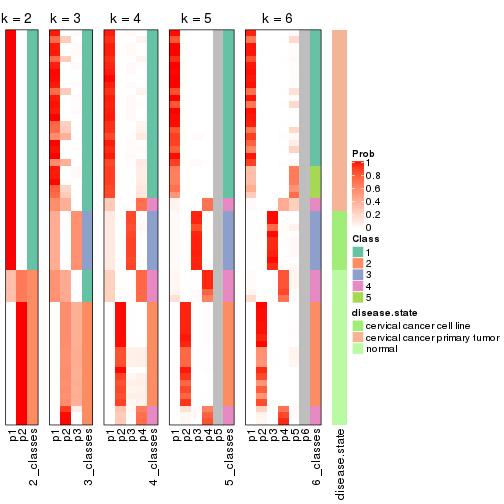 k = 2
k = 3
k = 4
k = 5
k = 6
Prob
1
0.8
0.6
0.4
0.2
0
Class
1
2
3
4
5
disease.state
cervical cancer cell line
cervical cancer primary tumor
normal
p1
p2
2_classes
p1
p2
p3
3_classes
p1
p2
p3
p4
4_classes
p1
p2
p3
p4
p5
5_classes
p1
p2
p3
p4
p5
p6
6_classes
disease.state